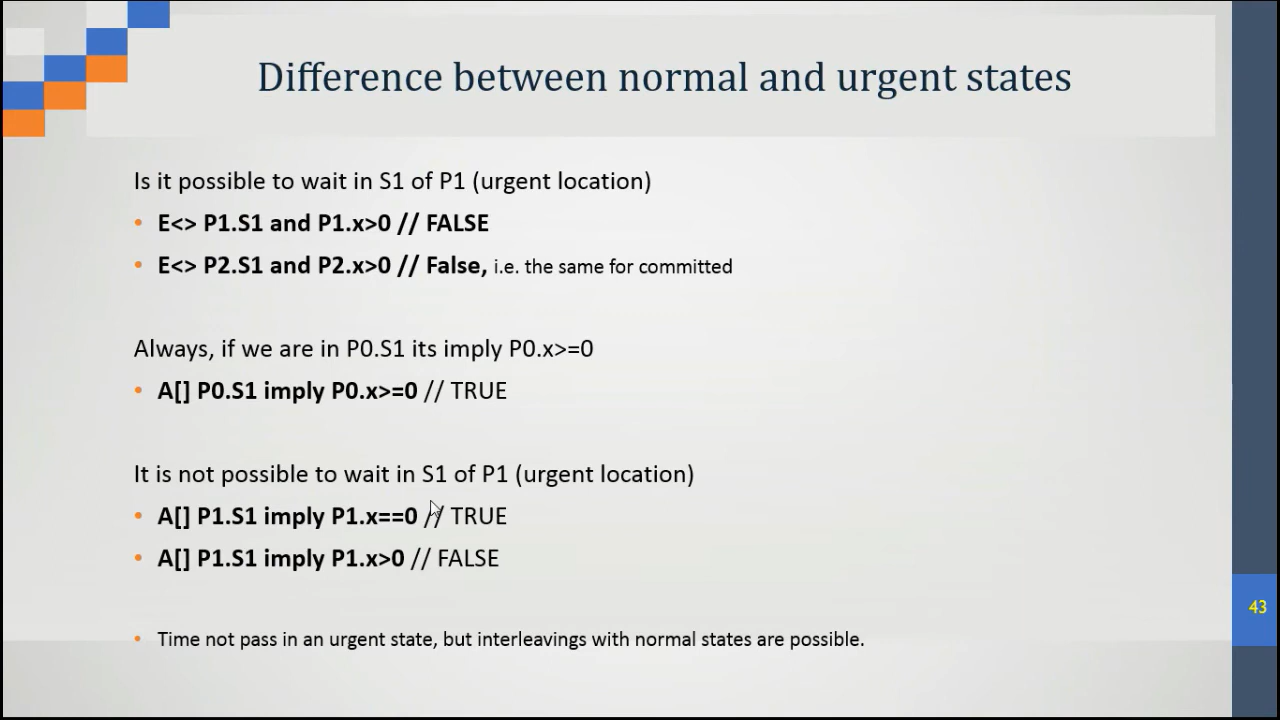 Difference between normal and urgent states
Is it possible to wait in S1 of P1 (urgent location)
• E<> P1.S1 and P1.x>0 // FALSE
• E<> P2.S1 and P2.x>0 // False, i.e. the same for committed
Always, if we are in P0.S1 its imply P0.x>=0
• A[] P0.S1 imply P0.x>=0 // TRUE
It is not possible to wait in S1 of P1 (urgent location)
• A[] P1.S1 imply P1.x==0 // TRUE
• A[] P1.S1 imply P1.x>0 // FALSE
43
• Time not pass in an urgent state, but interleavings with normal states are possible.